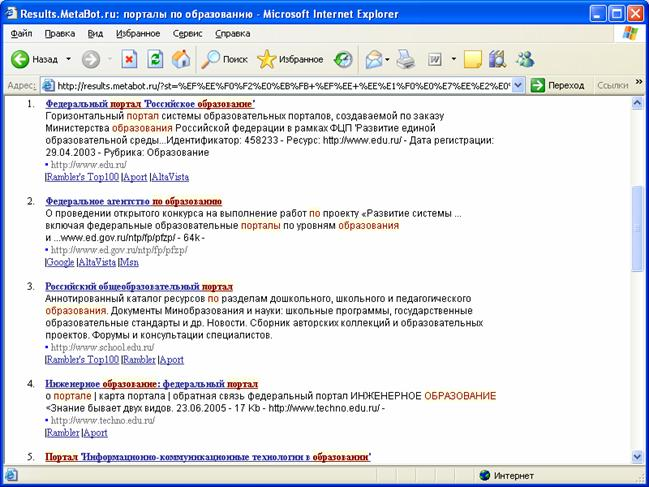 Results.MetaBot.ru: порталы по образованию - Microsoft Internet Explorer
Файл Правка Вид Избранное Сервис Справка
Назад Поиск Избранное
Адрес: http://results.metabot.ru/?st=%EF%EE%F0%F2%E0%EB%FB+%EF%EE+%EE%E1%F0%E0%E7%EE%E2%E0% Переход Ссылки »
1. Федеральный портал 'Российское образование'
Горизонтальный портал системы образовательных порталов, создаваемой по заказу
Министерства образования Российской федерации в рамках ФЦП 'Развитие единой
образовательной среды...Идентификатор: 458233 - Ресурс: http://www.edu.ru/ - Дата регистрации:
29.04.2003 - Рубрика: Образование
▪ http://www.edu.ru/
|Rambler's Top100 |Aport |AltaVista
2. Федеральное агентство по образованию
О проведении открытого конкурса на выполнение работ по проекту «Развитие системы ...
включая федеральные образовательные порталы по уровням образования
и ...www.ed.gov.ru/ntp/fp/pfzp/ - 64k -
▪ http://www.ed.gov.ru/ntp/fp/pfzp/
|Google |AltaVista |Msn
3. Российский общеобразовательный портал
Аннотированный каталог ресурсов по разделам дошкольного, школьного и педагогического
образования. Документы Минобразования и науки: школьные программы, государственные
образовательные стандарты и др. Новости. Сборник авторских коллекций и образовательных
проектов. Форумы и консультации специалистов.
▪ http://www.school.edu.ru/
|Rambler's Top100 |Rambler |Aport
4. Инженерное образование: федеральный портал
о портале | карта портала | обратная связь федеральный портал ИНЖЕНЕРНОЕ ОБРАЗОВАНИЕ
<Знание бывает двух видов. 23.06.2005 - 17 Kb - http://www.techno.edu.ru/ -
▪ http://www.techno.edu.ru/
|Rambler |Aport
5. Портал 'Информационно-коммуникационные технологии в образовании'
Интернет